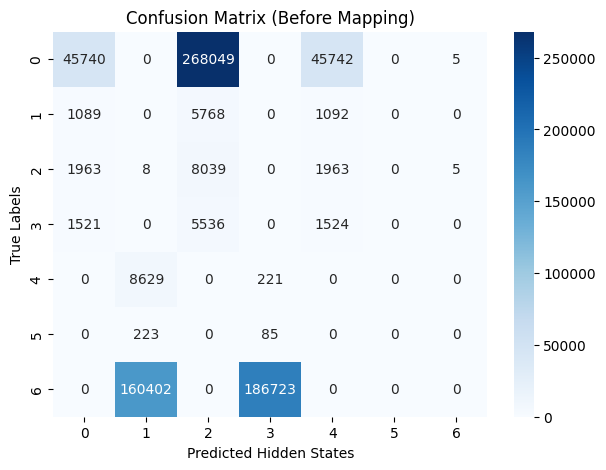 Confusion Matrix (Before Mapping)
0 45740 0 268049 0 45742 0 5
1 1089 0 5768 0 1092 0 0
2 1963 8 8039 0 1963 0 5
3 1521 0 5536 0 1524 0 0
4 0 8629 0 221 0 0 0
5 0 223 0 85 0 0 0
6 0 160402 0 186723 0 0 0
0 1 2 3 4 5 6
True Labels
Predicted Hidden States
250000
200000
150000
100000
50000
0